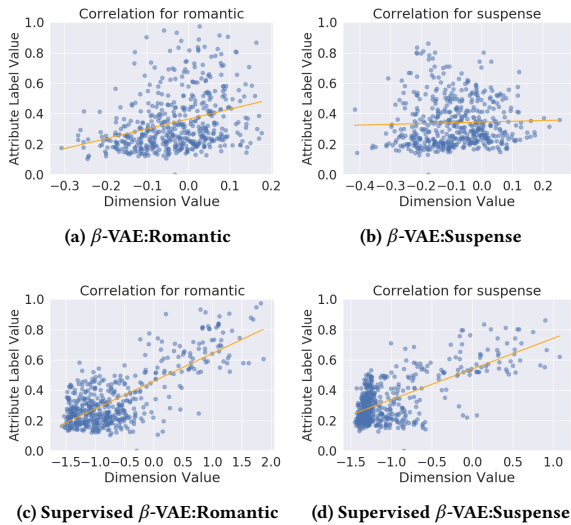 Correlation for romantic
Correlation for suspense
1.0
0.8
0.6
0.4
0.2
0.0
Attribute Label Value
−0.3 −0.2 −0.1 0.0 0.1 0.2
Dimension Value
1.0
0.8
0.6
0.4
0.2
0.0
Attribute Label Value
−0.4 −0.3 −0.2 −0.1 0.0 0.1 0.2
Dimension Value
(a) β-VAE:Romantic
(b) β-VAE:Suspense
Correlation for romantic
Correlation for suspense
1.0
0.8
0.6
0.4
0.2
0.0
Attribute Label Value
−1.5 −1.0 −0.5 0.0 0.5 1.0 1.5 2.0
Dimension Value
1.0
0.8
0.6
0.4
0.2
0.0
Attribute Label Value
−1.5 −1.0 −0.5 0.0 0.5 1.0
Dimension Value
(c) Supervised β-VAE:Romantic
(d) Supervised β-VAE:Suspense